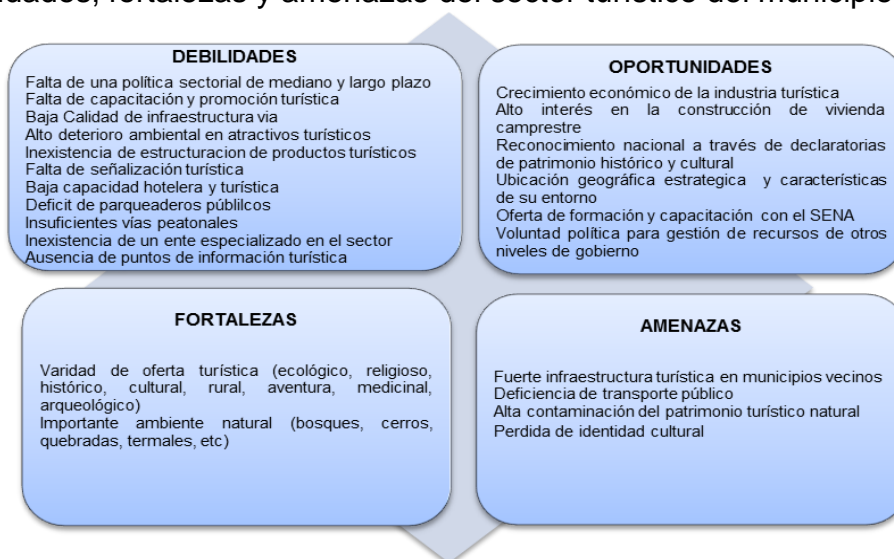 dades, fortalezas y amenazas del sector turístico del municipio
DEBILIDADES
Falta de una política sectorial de mediano y largo plazo
Falta de capacitación y promoción turística
Baja Calidad de infraestructura via
Alto deterioro ambiental en atractivos turísticos
Inexistencia de estructuracion de productos turísticos
Falta de señalización turística
Baja capacidad hotelera y turística
Deficit de parqueaderos públilcos
Insuficientes vías peatonales
Inexistencia de un ente especializado en el sector
Ausencia de puntos de información turística
OPORTUNIDADES
Crecimiento económico de la industria turística
Alto interés en la construcción de vivienda
camprestre
Reconocimiento nacional a través de declaratorias
de patrimonio histórico y cultural
Ubicación geográfica estrategica y características
de su entorno
Oferta de formación y capacitación con el SENA
Voluntad política para gestión de recursos de otros
niveles de gobierno
FORTALEZAS
Varidad de oferta turística (ecológico, religioso,
histórico, cultural, rural, aventura, medicinal,
arqueológico)
Importante ambiente natural (bosques, cerros,
quebradas, termales, etc)
AMENAZAS
Fuerte infraestructura turística en municipios vecinos
Deficiencia de transporte público
Alta contaminación del patrimonio turístico natural
Perdida de identidad cultural